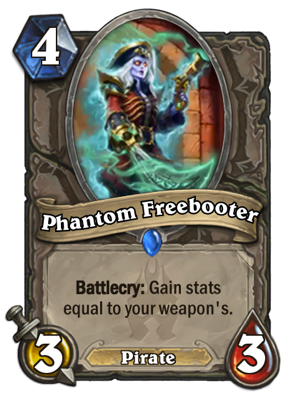 4
Phantom Freebooter
Battlecry: Gain stats
equal to your weapon's.
3
Pirate
3